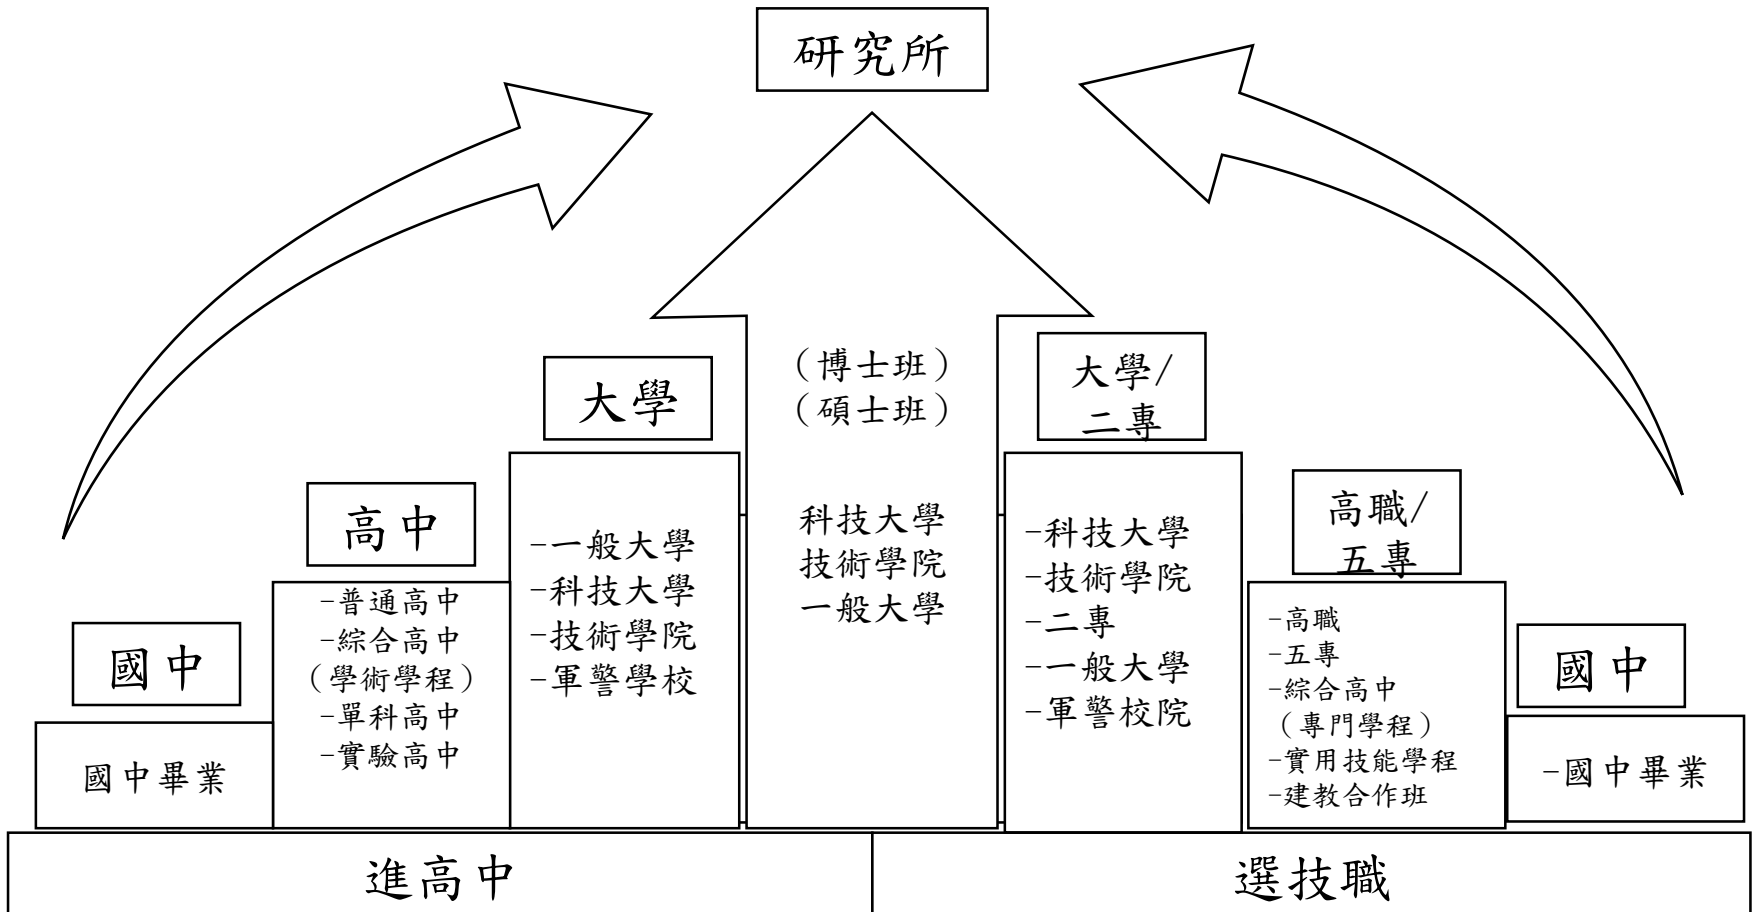 研究所
大學
(博士班)
(碩士班)
科技大學
技術學院
一般大學
大學/
二專
高中
-一般大學
-科技大學
-技術學院
-軍警學校
-科技大學
-技術學院
-二專
-一般大學
-軍警校院
高職/
五專
國中
-普通高中
-綜合高中
(學術學程)
-單科高中
-實驗高中
-高職
-五專
-綜合高中
(專門學程)
-實用技能學程
-建教合作班
國中
國中畢業
-國中畢業
進高中
選技職